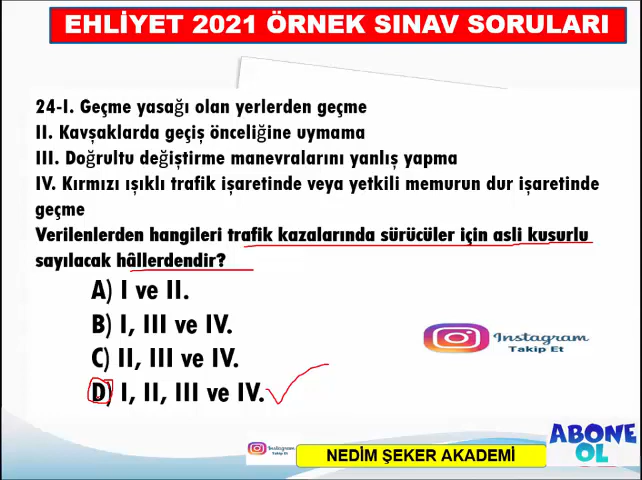 EHLİYET 2021 ÖRNEK SINAV SORULARI
24-I. Geçme yasağı olan yerlerden geçme
II. Kavşaklarda geçiş önceliğine uymama
III. Doğrultu değiştirme manevralarını yanlış yapma
IV. Kırmızı ışıklı trafik işaretinde veya yetkili memurun dur işaretinde
geçme
Verilenlerden hangileri trafik kazalarında sürücüler için asli kusurlu
sayılacak hâllerdendir?
A) I ve II.
B) I, III ve IV.
C) II, III ve IV.
D) I, II, III ve IV.
Instagram
Takip Et
Instagram
Takip Et
NEDİM ŞEKER AKADEMİ
ABONE
OL